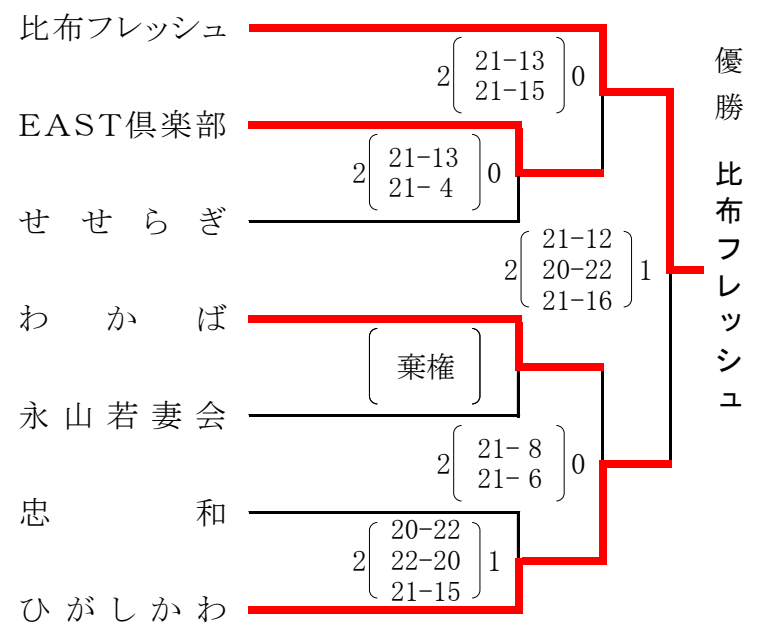 比布フレッシュ
2 21-13 0
21-15
EAST倶楽部
2 21-13 0
21- 4
せせらぎ
2 21-12 1
20-22
21-16
わかば
棄権
永山若妻会
2 21- 8 0
21- 6
忠和
2 20-22 1
22-20
21-15
ひがしかわ
優勝 比布フレッシュ